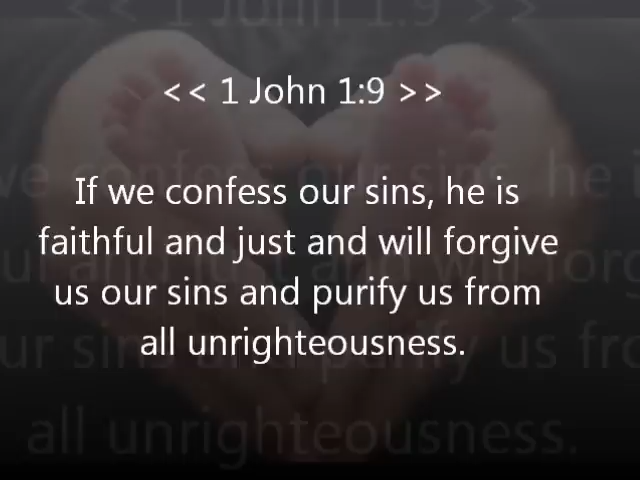 << 1 John 1:9 >>
If we confess our sins, he is
faithful and just and will forgive
us our sins and purify us from
all unrighteousness.